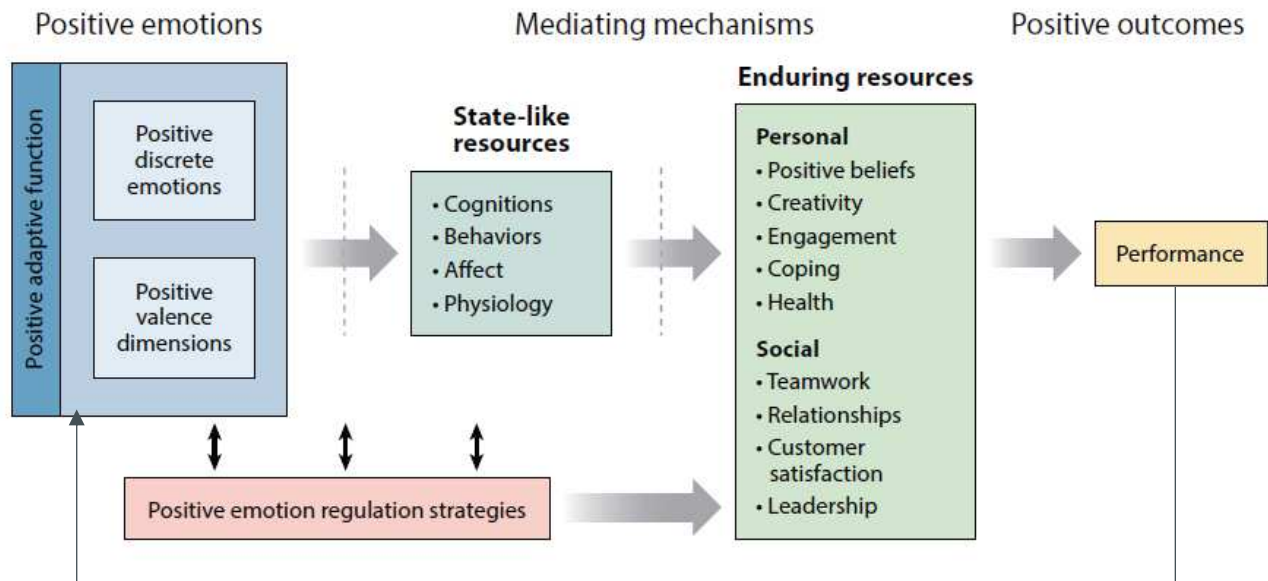 Positive emotions
Mediating mechanisms
Positive outcomes
Positive adaptive function
Positive
discrete
emotions
Positive
valence
dimensions
State-like
resources
• Cognitions
• Behaviors
• Affect
• Physiology
Enduring resources
Personal
• Positive beliefs
• Creativity
• Engagement
• Coping
• Health
Social
• Teamwork
• Relationships
• Customer
satisfaction
• Leadership
Performance
Positive emotion regulation strategies